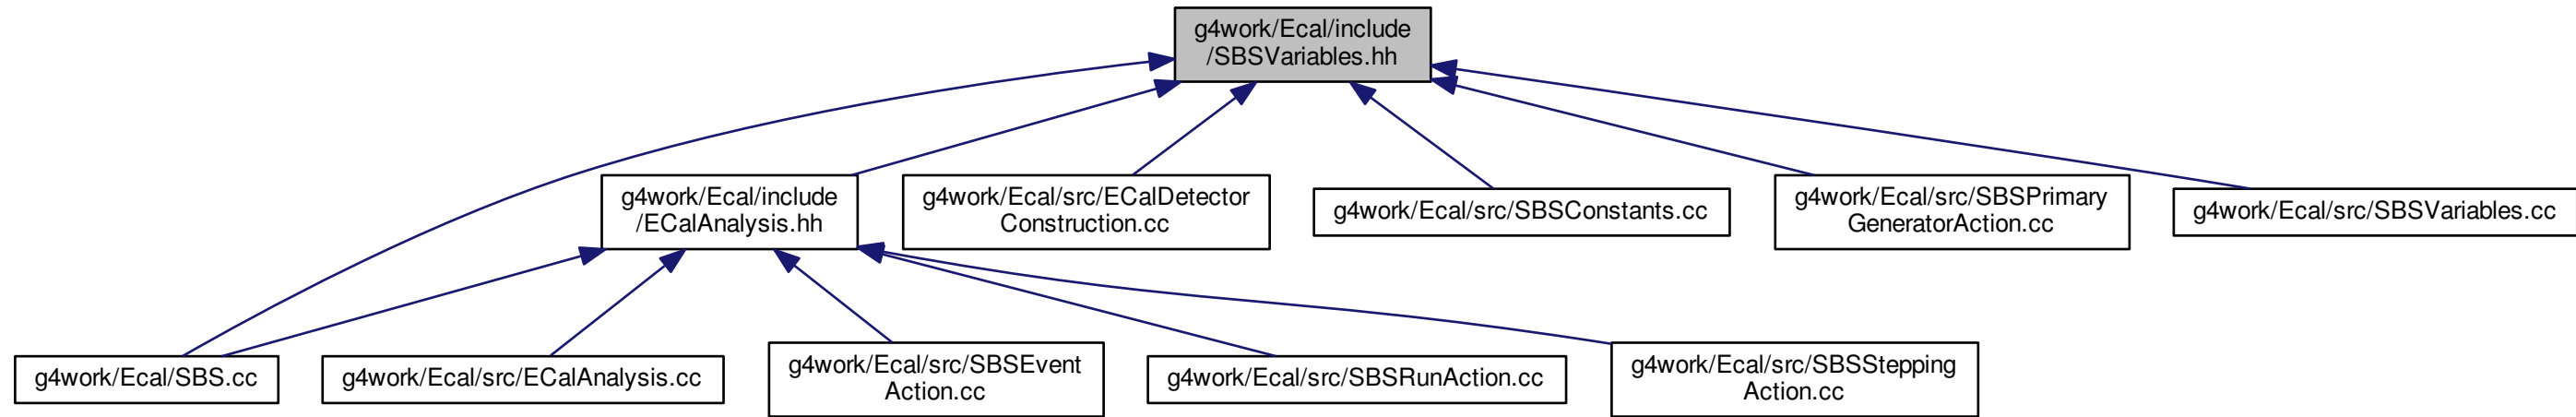 g4work/Ecal/include
/SBSVariables.hh
g4work/Ecal/include
/ECalAnalysis.hh
g4work/Ecal/src/ECalDetector
Construction.cc
g4work/Ecal/src/SBSConstants.cc
g4work/Ecal/src/SBSPrimary
GeneratorAction.cc
g4work/Ecal/src/SBSVariables.cc
g4work/Ecal/SBS.cc
g4work/Ecal/src/ECalAnalysis.cc
g4work/Ecal/src/SBSEvent
Action.cc
g4work/Ecal/src/SBSRunAction.cc
g4work/Ecal/src/SBSStepping
Action.cc